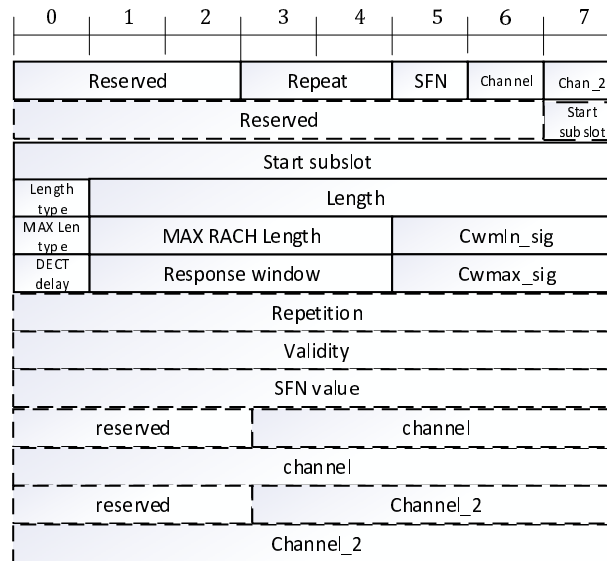 0 1 2 3 4 5 6 7
Reserved Repeat SFN Channel Chan_2
Reserved Start subslot
Start subslot
Length type Length
MAX Len type MAX RACH Length CwmIn_sig
DECT delay Response window Cwmax_sig
Repetition
Validity
SFN value
reserved channel
channel
reserved Channel_2
Channel_2